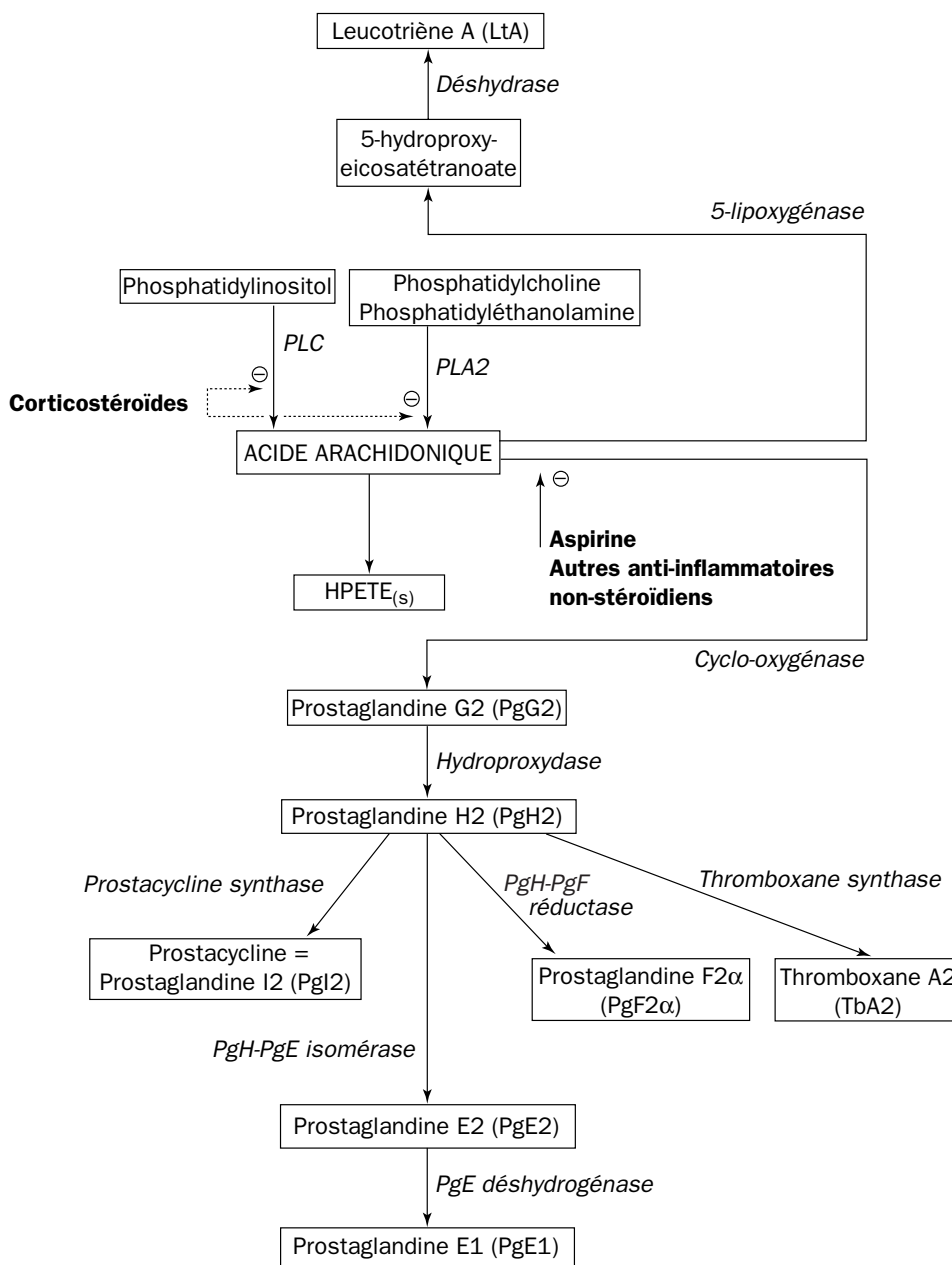 Leucotriène A (LtA)
Déshydrase
5-hydroproxy-
eicosatétranoate
5-lipoxygénase
Phosphatidylinositol
Phosphatidylcholine
Phosphatidyléthanolamine
PLC
PLA2
⊖
⊖
Corticostéroïdes
ACIDE ARACHIDONIQUE
⊖
Aspirine
Autres anti-inflammatoires
non-stéroïdiens
HPETE(s)
Cyclo-oxygénase
Prostaglandine G2 (PgG2)
Hydroproxydase
Prostaglandine H2 (PgH2)
Prostacycline synthase
PgH-PgF
réductase
Thromboxane synthase
Prostacycline =
Prostaglandine I2 (PgI2)
Prostaglandine F2α
(PgF2α)
Thromboxane A2
(TbA2)
PgH-PgE isomérase
Prostaglandine E2 (PgE2)
PgE déshydrogénase
Prostaglandine E1 (PgE1)